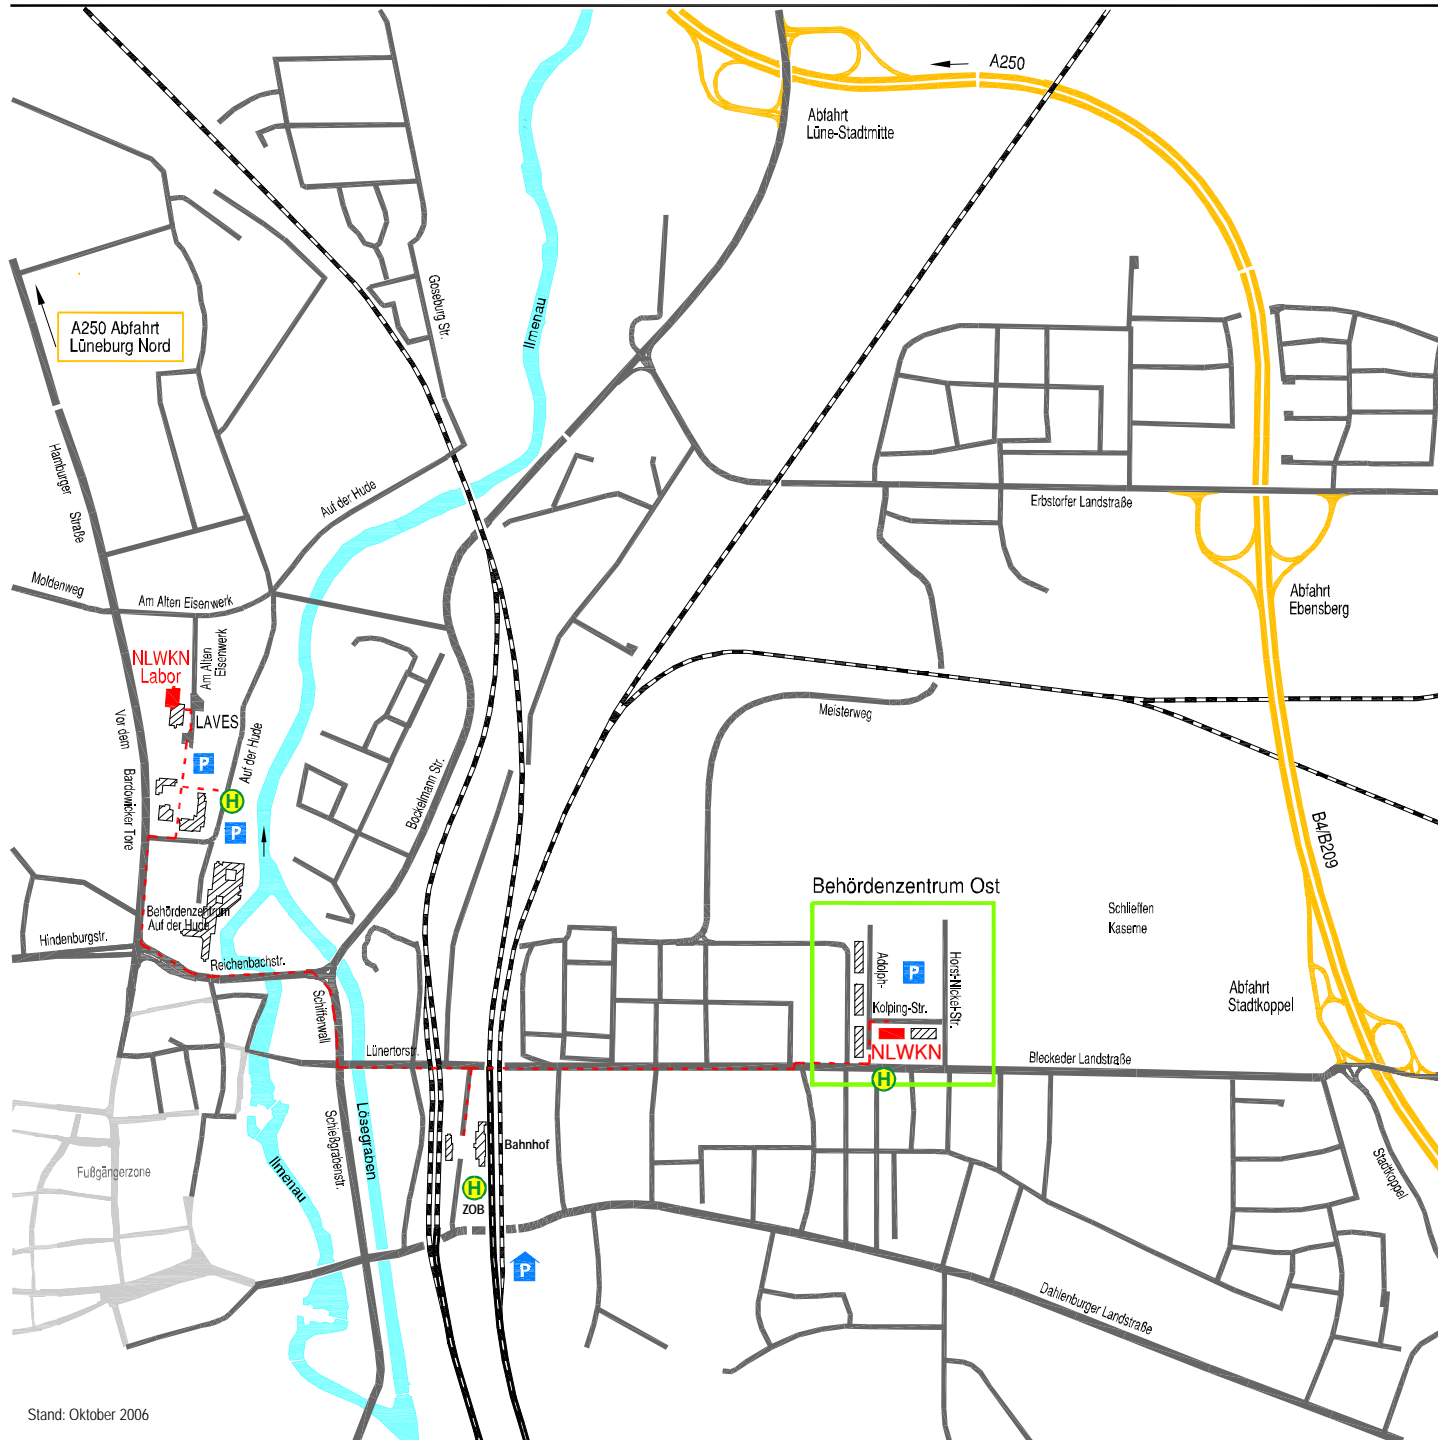 A250
Abfahrt
Lüne-Stadtmitte
A250 Abfahrt
Lüneburg Nord
Goseburg Str.
Ilmenau
Hamburger Straße
Auf der Hude
Erbstorfer Landstraße
Moldenweg
Am Alten Eisenwerk
Abfahrt
Ebensberg
NLWKN
Labor
Am Alten
Eisenwerk
LAVES
Vor dem Bardowicker Tore
Auf der Hude
P
H
P
Bockelmann Str.
Meisterweg
B4/B209
Behördenzentrum Ost
Behördenzentrum
Auf der Hude
Hindenburgstr.
Reichenbachstr.
Schifferwall
Schlieffen
Kaserne
Adolph-
Kolping-Str.
P
Horst-Nickel-Str.
NLWKN
H
Abfahrt
Stadtkoppel
Lünertorstr.
Bleckeder Landstraße
Schießgrabenstr.
Lösegraben
Ilmenau
Fußgängerzone
Bahnhof
H
ZOB
P
Stadtkoppel
Dahlenburger Landstraße
Stand: Oktober 2006